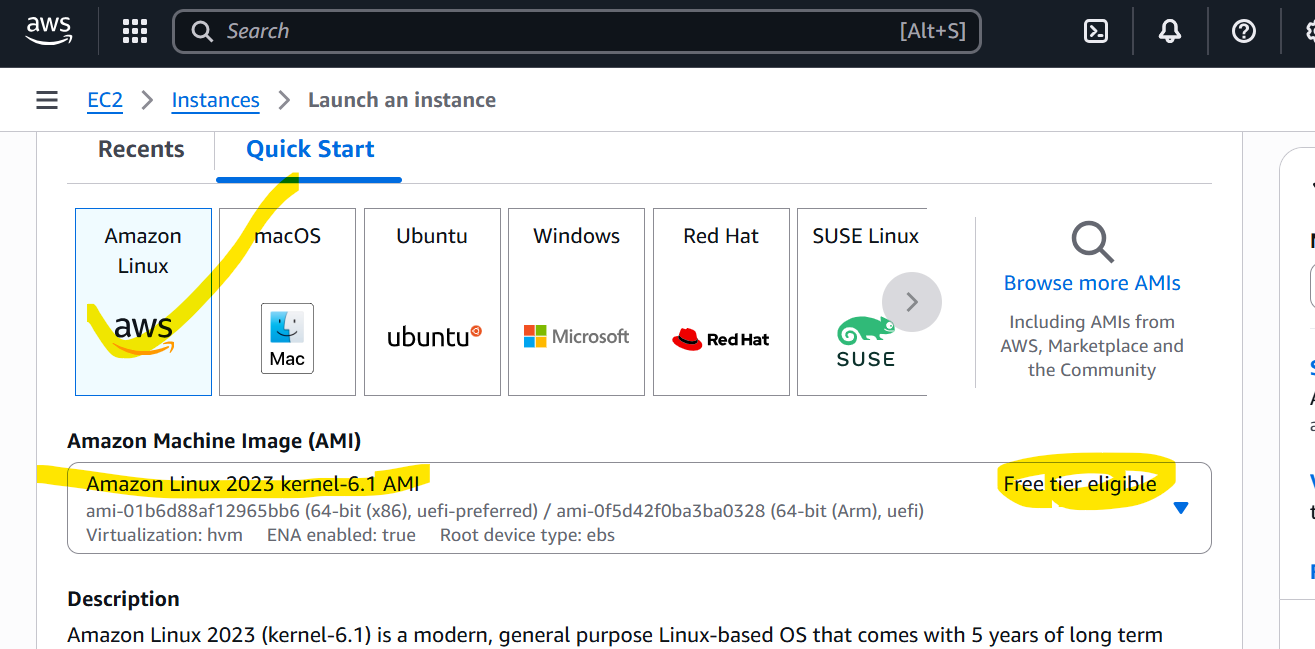 aws
Search [Alt+S]
EC2 Instances Launch an instance
Recents Quick Start
Amazon Linux
aws
macOS
Mac
Ubuntu
ubuntu
Windows
Microsoft
Red Hat
Red Hat
SUSE Linux
SUSE
Browse more AMIs
Including AMIs from
AWS, Marketplace and
the Community
Amazon Machine Image (AMI)
Amazon Linux 2023 kernel-6.1 AMI Free tier eligible
ami-01b6d88af12965bb6 (64-bit (x86), uefi-preferred) / ami-0f5d42f0ba3ba0328 (64-bit (Arm), uefi)
Virtualization: hvm ENA enabled: true Root device type: ebs
Description
Amazon Linux 2023 (kernel-6.1) is a modern, general purpose Linux-based OS that comes with 5 years of long term